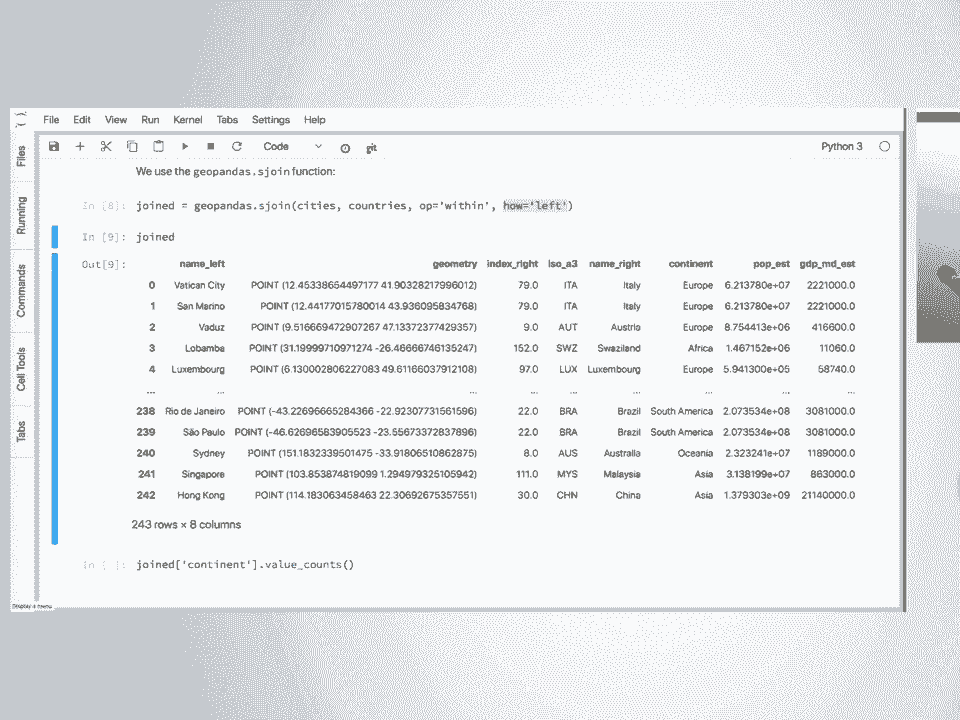 File Edit View Run Kernel Tabs Settings Help
Files
Running
Commands
Cell Tools
Tabs
Code
git
Python 3
We use the geopandas.sjoin function:
In [8]: joined = geopandas.sjoin(cities, countries, op='within', how='left')
In [9]: joined
Out[9]: name_left geometry index_right iso_a3 name_right continent pop_est gdp_md_est
0 Vatican City POINT (12.45338654497177 41.90328217996012) 79.0 ITA Italy Europe 6.213780e+07 2221000.0
1 San Marino POINT (12.44177015780014 43.936095834768) 79.0 ITA Italy Europe 6.213780e+07 2221000.0
2 Vaduz POINT (9.516669472907267 47.13372377429357) 9.0 AUT Austria Europe 8.754413e+06 416600.0
3 Lobamba POINT (31.19999710971274 -26.46666746135247) 152.0 SWZ Swaziland Africa 1.467152e+06 11060.0
4 Luxembourg POINT (6.130002806227083 49.61166037912108) 97.0 LUX Luxembourg Europe 5.941300e+05 58740.0
... ... ... ... ... ... ... ... ...
238 Rio de Janeiro POINT (-43.22696665284366 -22.92307731561596) 22.0 BRA Brazil South America 2.073534e+08 3081000.0
239 São Paulo POINT (-46.62696583905523 -23.55673372837896) 22.0 BRA Brazil South America 2.073534e+08 3081000.0
240 Sydney POINT (151.1832339501475 -33.91806510862875) 8.0 AUS Australia Oceania 2.323241e+07 1189000.0
241 Singapore POINT (103.853874819099 1.294979325105942) 111.0 MYS Malaysia Asia 3.138199e+07 863000.0
242 Hong Kong POINT (114.183063458463 22.30692675357551) 30.0 CHN China Asia 1.379303e+09 21140000.0
243 rows × 8 columns
In [ ]: joined['continent'].value_counts()